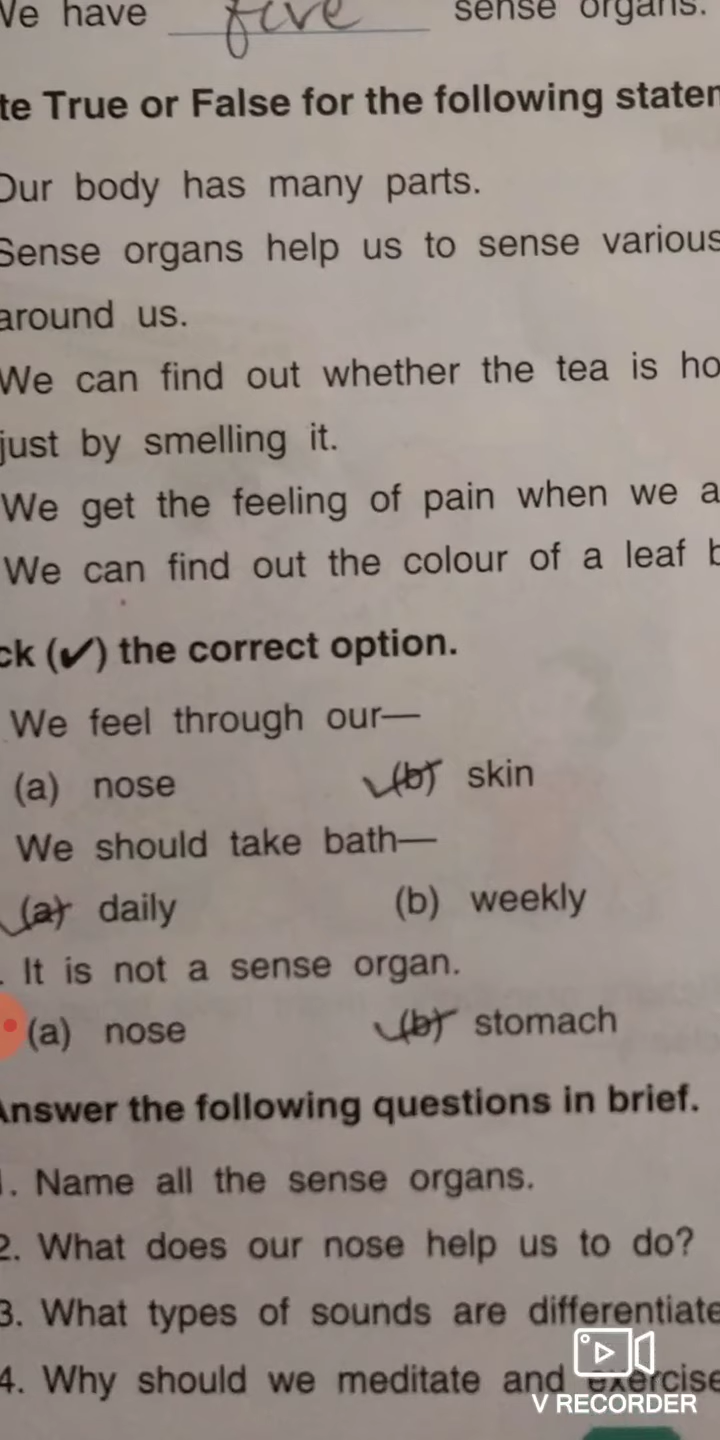 We have five sense organs.
te True or False for the following staten
Our body has many parts.
Sense organs help us to sense various
around us.
We can find out whether the tea is ho
just by smelling it.
We get the feeling of pain when we a
We can find out the colour of a leaf b
ck (✔) the correct option.
We feel through our—
(a) nose (b) skin
We should take bath—
(a) daily (b) weekly
. It is not a sense organ.
(a) nose (b) stomach
Answer the following questions in brief.
1. Name all the sense organs.
2. What does our nose help us to do?
3. What types of sounds are differentiate
4. Why should we meditate and exercise
V RECORDER